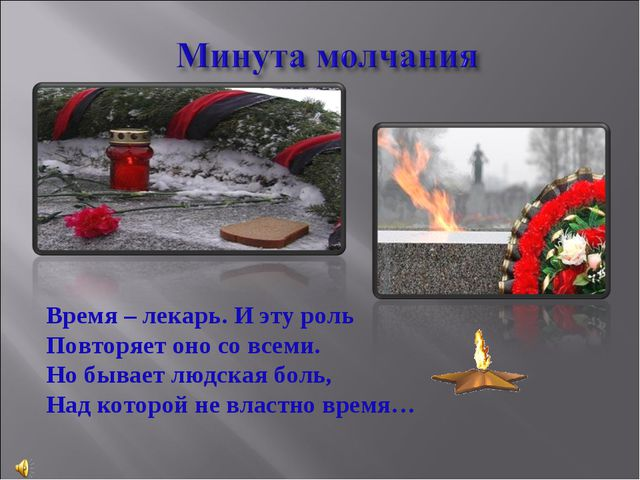 Минута молчания
Время – лекарь. И эту роль
Повторяет оно со всеми.
Но бывает людская боль,
Над которой не властно время…